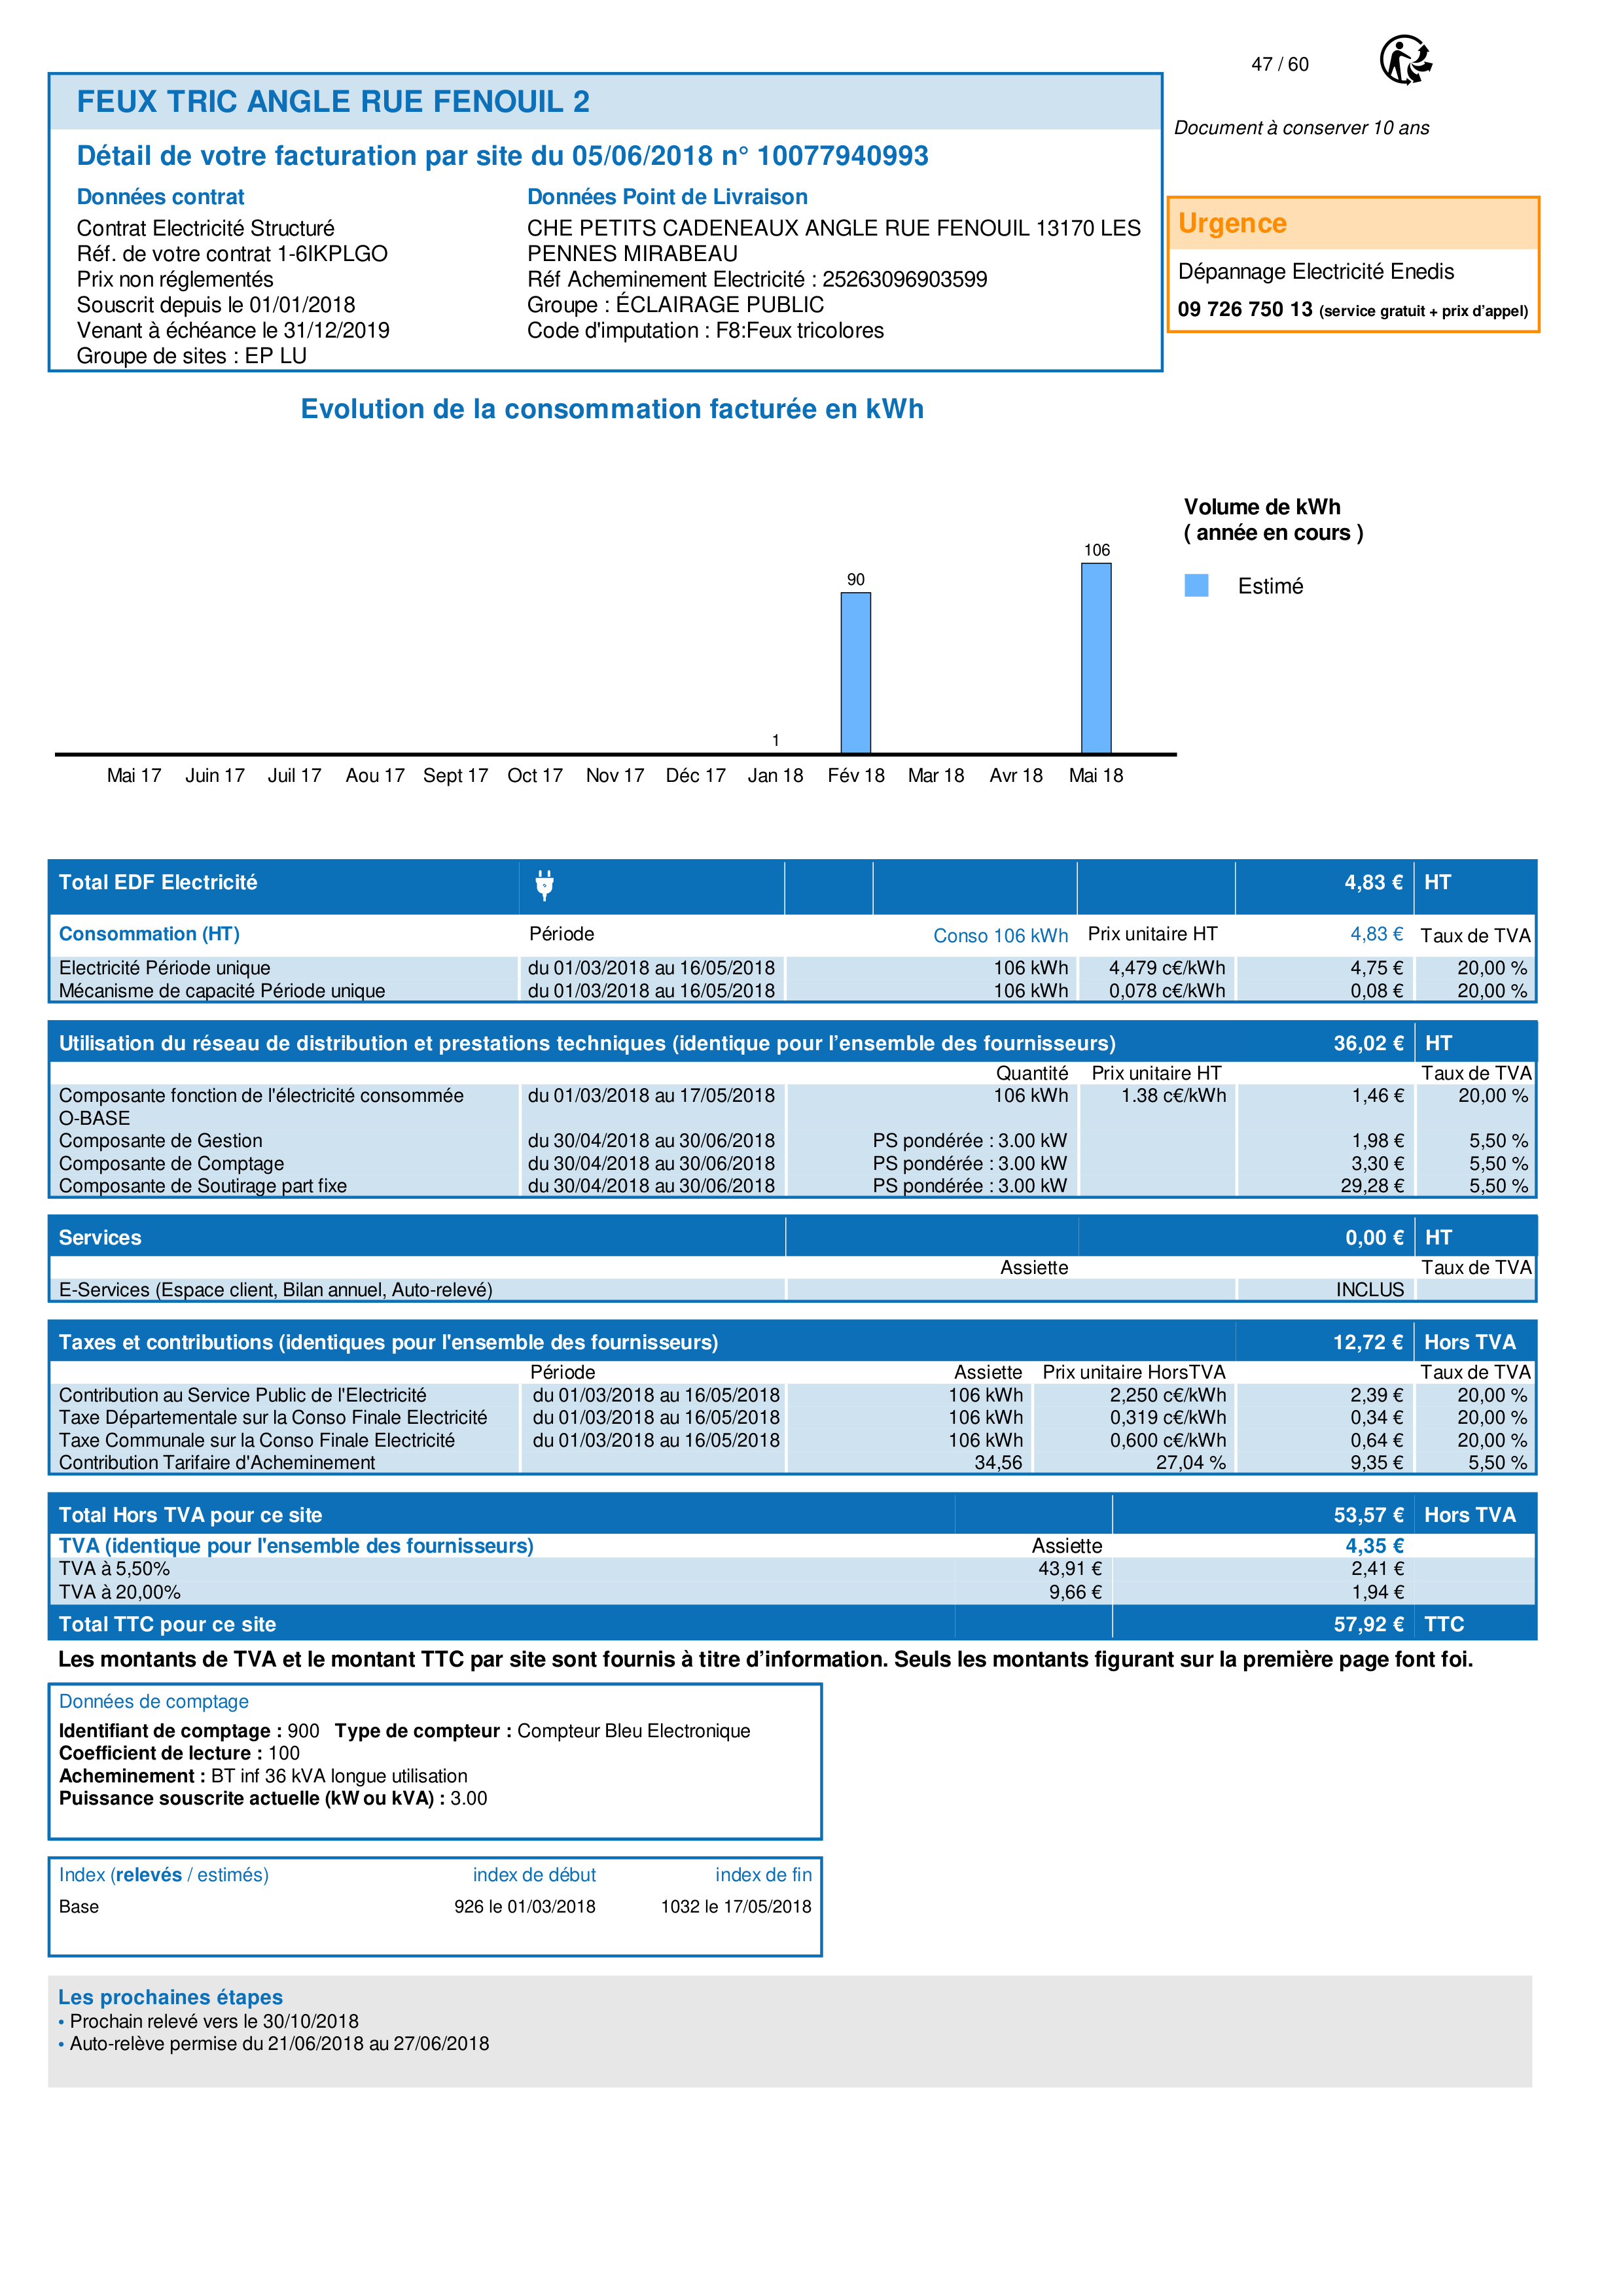 47 / 60
FEUX TRIC ANGLE RUE FENOUIL 2
Document à conserver 10 ans
Détail de votre facturation par site du 05/06/2018 n° 10077940993
Données contrat
Contrat Electricité Structuré
Réf. de votre contrat 1-6IKPLGO
Prix non réglementés
Souscrit depuis le 01/01/2018
Venant à échéance le 31/12/2019
Groupe de sites : EP LU
Données Point de Livraison
CHE PETITS CADENEAUX ANGLE RUE FENOUIL 13170 LES
PENNES MIRABEAU
Réf Acheminement Electricité : 25263096903599
Groupe : ÉCLAIRAGE PUBLIC
Code d'imputation : F8:Feux tricolores
Urgence
Dépannage Electricité Enedis
09 726 750 13 (service gratuit + prix d'appel)
Evolution de la consommation facturée en kWh
Volume de kWh
( année en cours )
Estimé
106
90
1
Mai 17 Juin 17 Juil 17 Aou 17 Sept 17 Oct 17 Nov 17 Déc 17 Jan 18 Fév 18 Mar 18 Avr 18 Mai 18
Total EDF Electricité 4,83 € HT
Consommation (HT) Période Conso 106 kWh Prix unitaire HT 4,83 € Taux de TVA
Electricité Période unique du 01/03/2018 au 16/05/2018 106 kWh 4,479 c€/kWh 4,75 € 20,00 %
Mécanisme de capacité Période unique du 01/03/2018 au 16/05/2018 106 kWh 0,078 c€/kWh 0,08 € 20,00 %
Utilisation du réseau de distribution et prestations techniques (identique pour l'ensemble des fournisseurs) 36,02 € HT
Quantité Prix unitaire HT Taux de TVA
Composante fonction de l'électricité consommée du 01/03/2018 au 17/05/2018 106 kWh 1.38 c€/kWh 1,46 € 20,00 %
O-BASE
Composante de Gestion du 30/04/2018 au 30/06/2018 PS pondérée : 3.00 kW 1,98 € 5,50 %
Composante de Comptage du 30/04/2018 au 30/06/2018 PS pondérée : 3.00 kW 3,30 € 5,50 %
Composante de Soutirage part fixe du 30/04/2018 au 30/06/2018 PS pondérée : 3.00 kW 29,28 € 5,50 %
Services 0,00 € HT
Assiette Taux de TVA
E-Services (Espace client, Bilan annuel, Auto-relevé) INCLUS
Taxes et contributions (identiques pour l'ensemble des fournisseurs) 12,72 € Hors TVA
Période Assiette Prix unitaire HorsTVA Taux de TVA
Contribution au Service Public de l'Electricité du 01/03/2018 au 16/05/2018 106 kWh 2,250 c€/kWh 2,39 € 20,00 %
Taxe Départementale sur la Conso Finale Electricité du 01/03/2018 au 16/05/2018 106 kWh 0,319 c€/kWh 0,34 € 20,00 %
Taxe Communale sur la Conso Finale Electricité du 01/03/2018 au 16/05/2018 106 kWh 0,600 c€/kWh 0,64 € 20,00 %
Contribution Tarifaire d'Acheminement 34,56 27,04 % 9,35 € 5,50 %
Total Hors TVA pour ce site 53,57 € Hors TVA
TVA (identique pour l'ensemble des fournisseurs) Assiette 4,35 €
TVA à 5,50% 43,91 € 2,41 €
TVA à 20,00% 9,66 € 1,94 €
Total TTC pour ce site 57,92 € TTC
Les montants de TVA et le montant TTC par site sont fournis à titre d'information. Seuls les montants figurant sur la première page font foi.
Données de comptage
Identifiant de comptage : 900 Type de compteur : Compteur Bleu Electronique
Coefficient de lecture : 100
Acheminement : BT inf 36 kVA longue utilisation
Puissance souscrite actuelle (kW ou kVA) : 3.00
Index (relevés / estimés) index de début index de fin
Base 926 le 01/03/2018 1032 le 17/05/2018
Les prochaines étapes
• Prochain relevé vers le 30/10/2018
• Auto-relève permise du 21/06/2018 au 27/06/2018